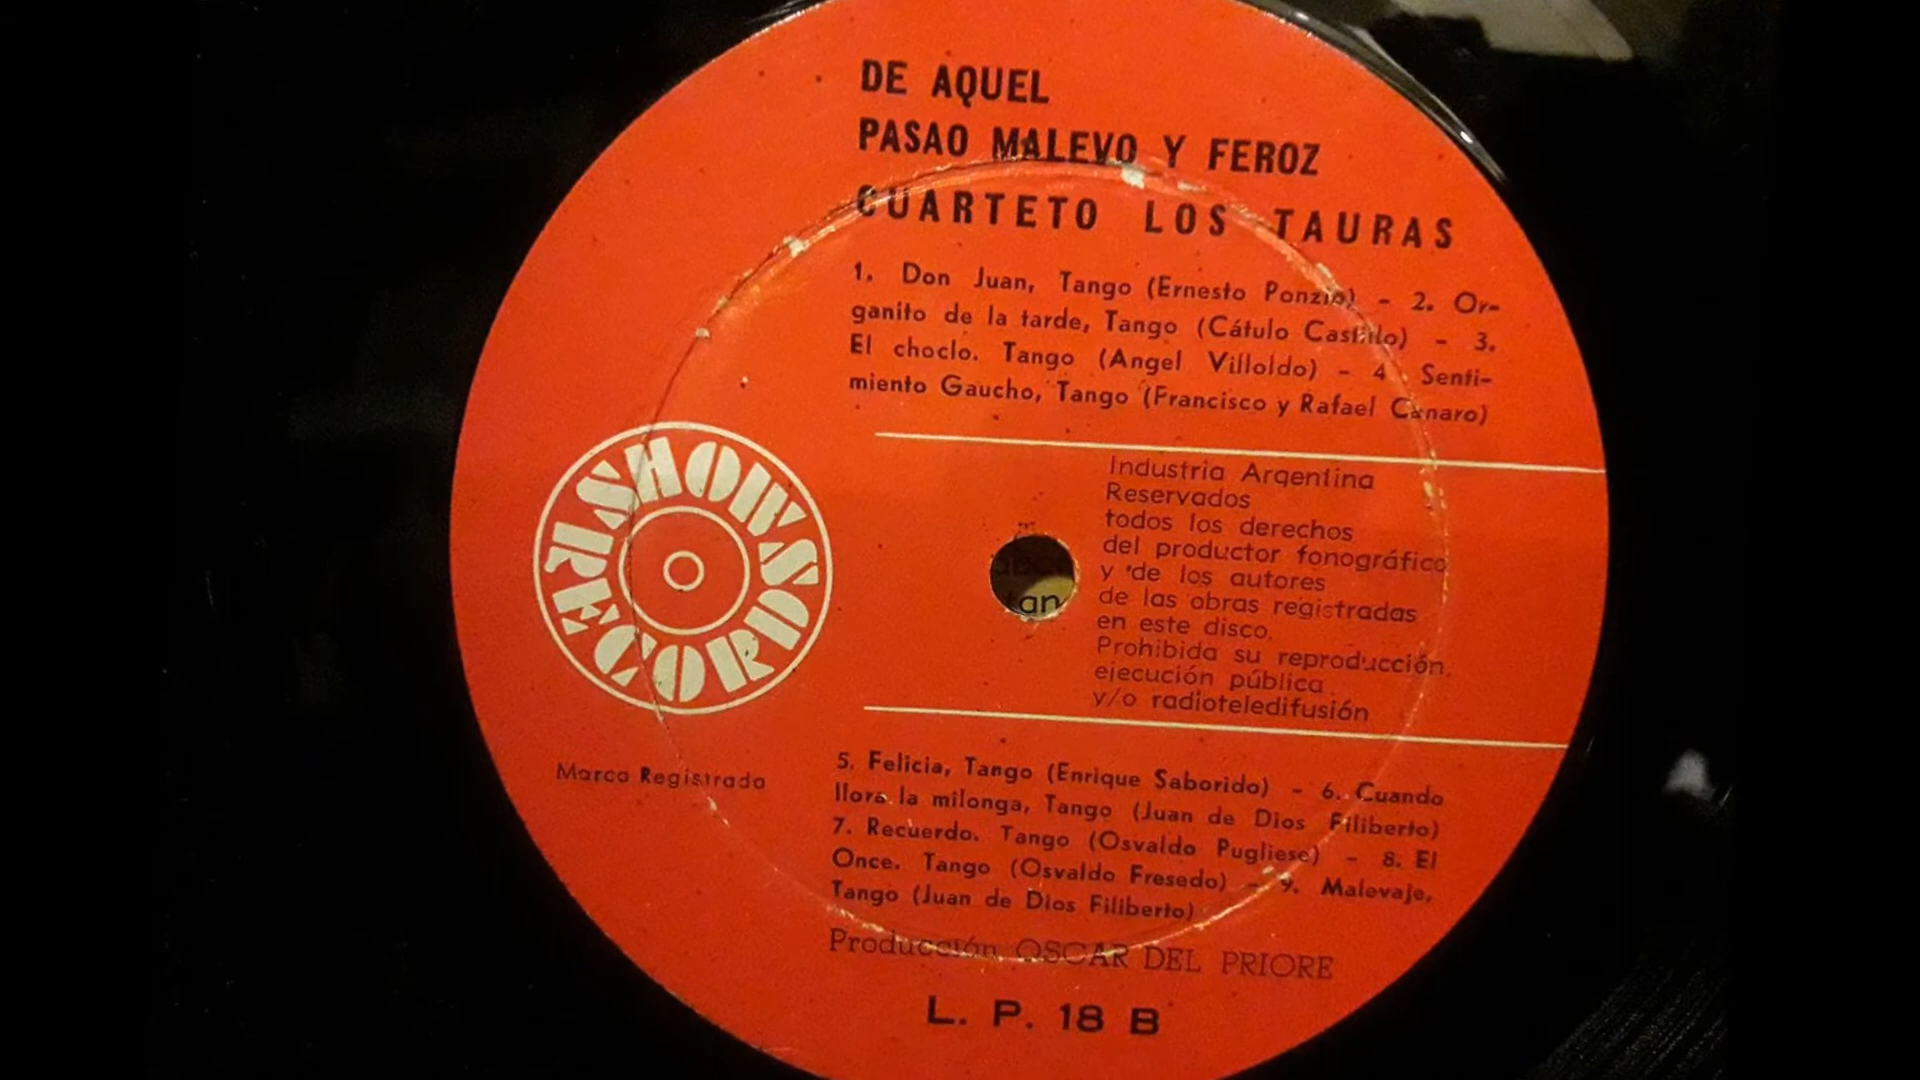 DE AQUEL
PASAO MALEVO Y FEROZ
CUARTETO LOS TAURAS
1. Don Juan, Tango (Ernesto Ponzio) - 2. Or-
ganito de la tarde, Tango (Cátulo Castillo) - 3.
El choclo. Tango (Angel Villoldo) - 4 Senti-
miento Gaucho, Tango (Francisco y Rafael Canaro)
SHOWS RECORDS
Marca Registrada
Industria Argentina
Reservados
todos los derechos
del productor fonográfico
y de los autores
de las obras registradas
en este disco.
Prohibida su reproducción,
ejecución pública
y/o radioteledifusión
5. Felicia, Tango (Enrique Saborido) - 6. Cuando
llora la milonga, Tango (Juan de Dios Filiberto)
7. Recuerdo. Tango (Osvaldo Pugliese) - 8. El
Once. Tango (Osvaldo Fresedo) - 9. Malevaje,
Tango (Juan de Dios Filiberto)
Producción OSCAR DEL PRIORE
L. P. 18 B